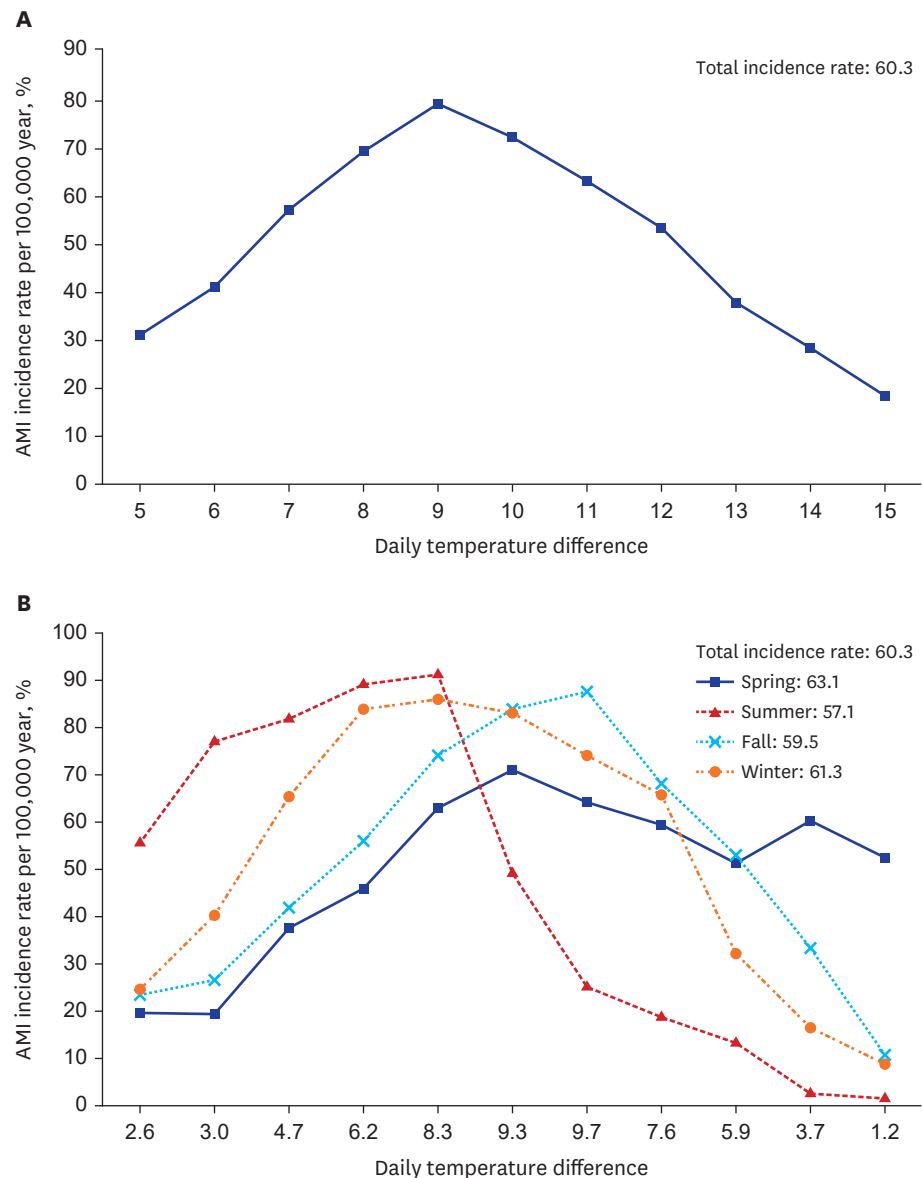 A
AMI incidence rate per 100,000 year, %
90
80
70
60
50
40
30
20
10
0
Total incidence rate: 60.3
5 6 7 8 9 10 11 12 13 14 15
Daily temperature difference
B
AMI incidence rate per 100,000 year, %
100
90
80
70
60
50
40
30
20
10
0
Total incidence rate: 60.3
Spring: 63.1
Summer: 57.1
Fall: 59.5
Winter: 61.3
2.6 3.0 4.7 6.2 8.3 9.3 9.7 7.6 5.9 3.7 1.2
Daily temperature difference